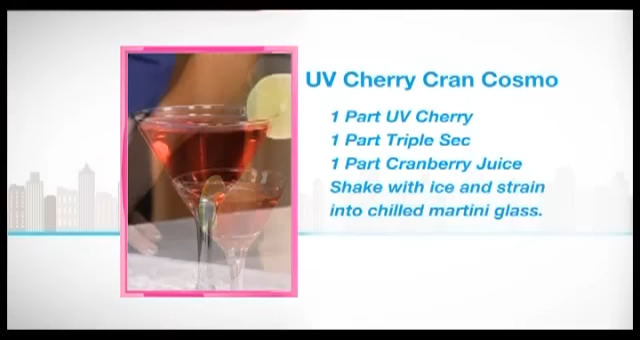 UV Cherry Cran Cosmo
1 Part UV Cherry
1 Part Triple Sec
1 Part Cranberry Juice
Shake with ice and strain
into chilled martini glass.